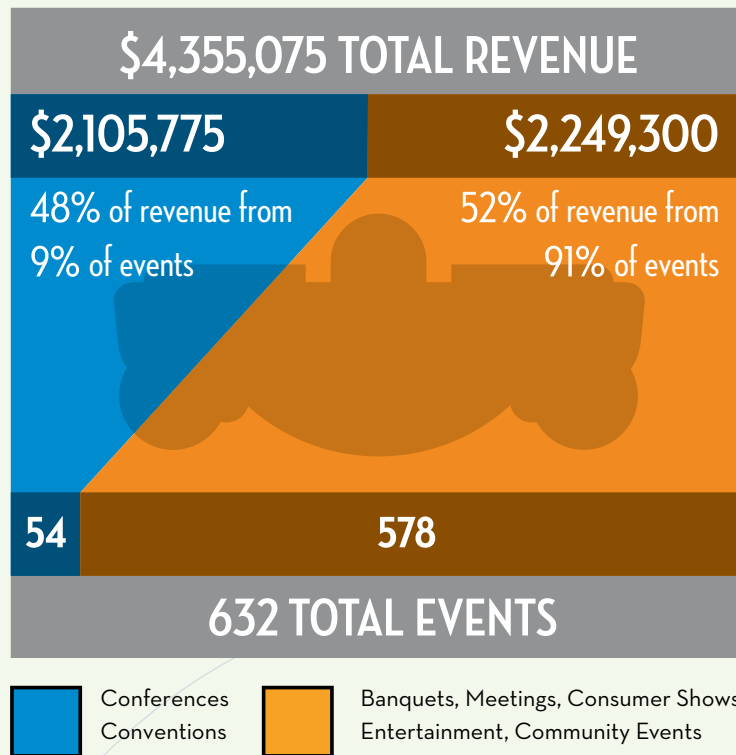 $4,355,075 TOTAL REVENUE
$2,105,775
$2,249,300
48% of revenue from
9% of events
52% of revenue from
91% of events
54
578
632 TOTAL EVENTS
Conferences
Conventions
Banquets, Meetings, Consumer Shows
Entertainment, Community Events